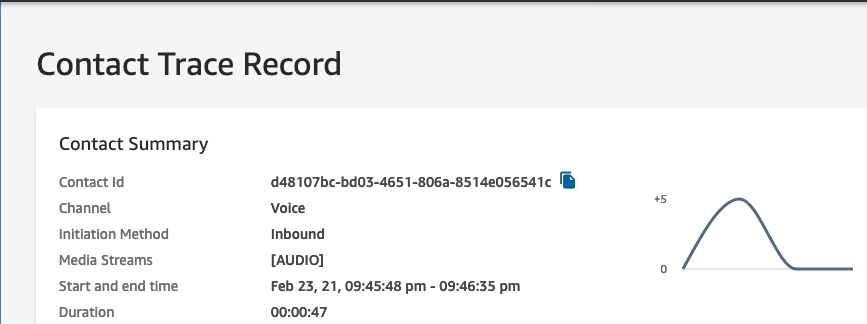 Contact Trace Record
Contact Summary
Contact Id d48107bc-bd03-4651-806a-8514e056541c
Channel Voice
Initiation Method Inbound
Media Streams [AUDIO]
Start and end time Feb 23, 21, 09:45:48 pm - 09:46:35 pm
Duration 00:00:47
+5
0